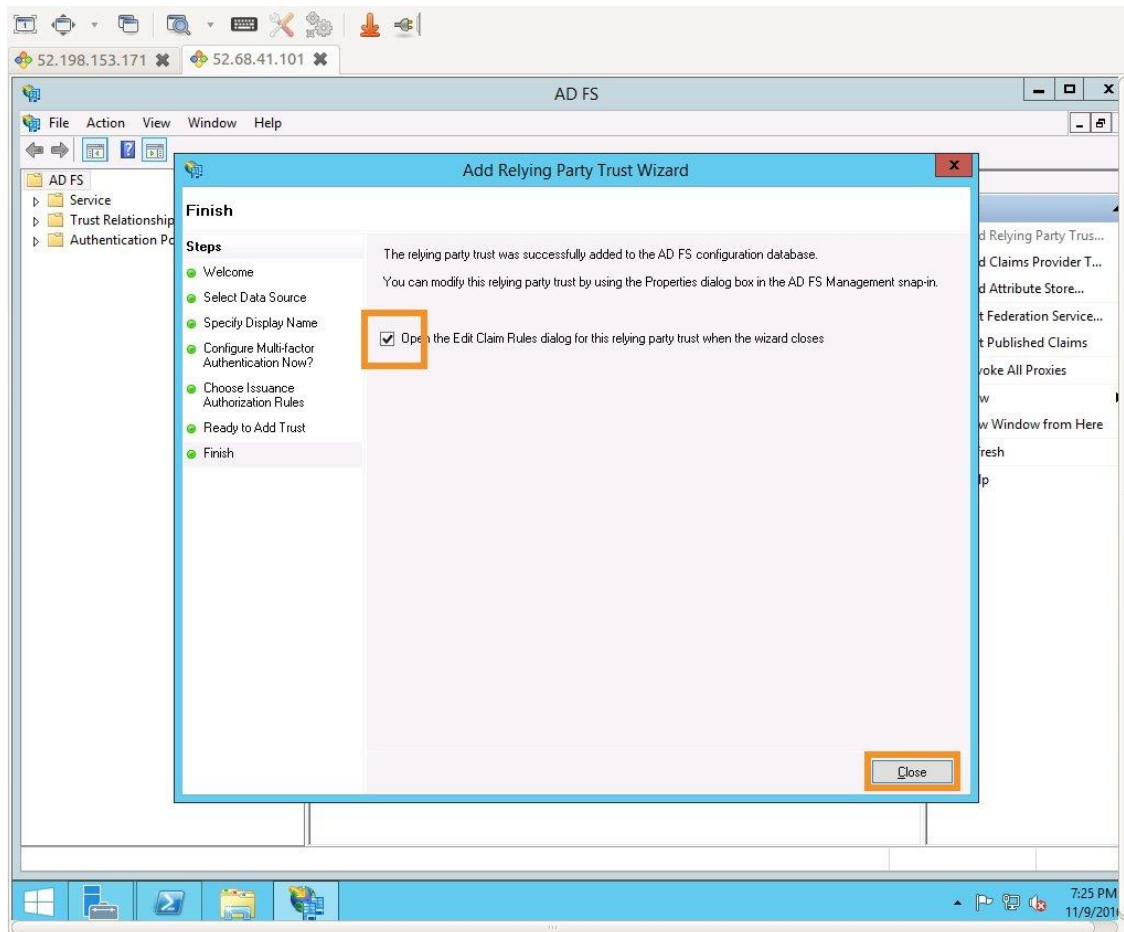 52.198.153.171
52.68.41.101
AD FS
File Action View Window Help
AD FS
Service
Trust Relationship
Authentication Po
Add Relying Party Trust Wizard
Finish
Steps
Welcome
Select Data Source
Specify Display Name
Configure Multi-factor
Authentication Now?
Choose Issuance
Authorization Rules
Ready to Add Trust
Finish
The relying party trust was successfully added to the AD FS configuration database.
You can modify this relying party trust by using the Properties dialog box in the AD FS Management snap-in.
Open the Edit Claim Rules dialog for this relying party trust when the wizard closes
Close
d Relying Party Trus...
d Claims Provider T...
d Attribute Store...
t Federation Service...
t Published Claims
voke All Proxies
w
w Window from Here
fresh
lp
7:25 PM
11/9/201